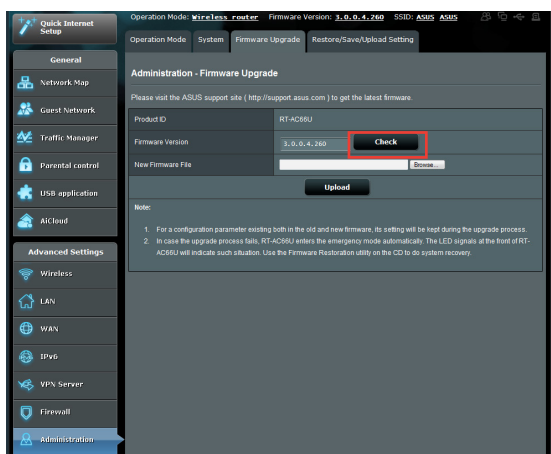 Quick Internet
Setup
Operation Mode: Wireless router Firmware Version: 3.0.0.4.260 SSID: ASUS ASUS
Operation Mode System Firmware Upgrade Restore/Save/Upload Setting
General
Network Map
Guest Network
Traffic Manager
Parental control
USB application
AiCloud
Advanced Settings
Wireless
LAN
WAN
IPv6
VPN Server
Firewall
Administration
Administration - Firmware Upgrade
Please visit the ASUS support site ( http://support.asus.com ) to get the latest firmware.
Product ID RT-AC66U
Firmware Version 3.0.0.4.260 Check
New Firmware File Browse...
Upload
Note:
1. For a configuration parameter existing both in the old and new firmware, its setting will be kept during the upgrade process.
2. In case the upgrade process fails, RT-AC66U enters the emergency mode automatically. The LED signals at the front of RT-
AC66U will indicate such situation. Use the Firmware Restoration utility on the CD to do system recovery.